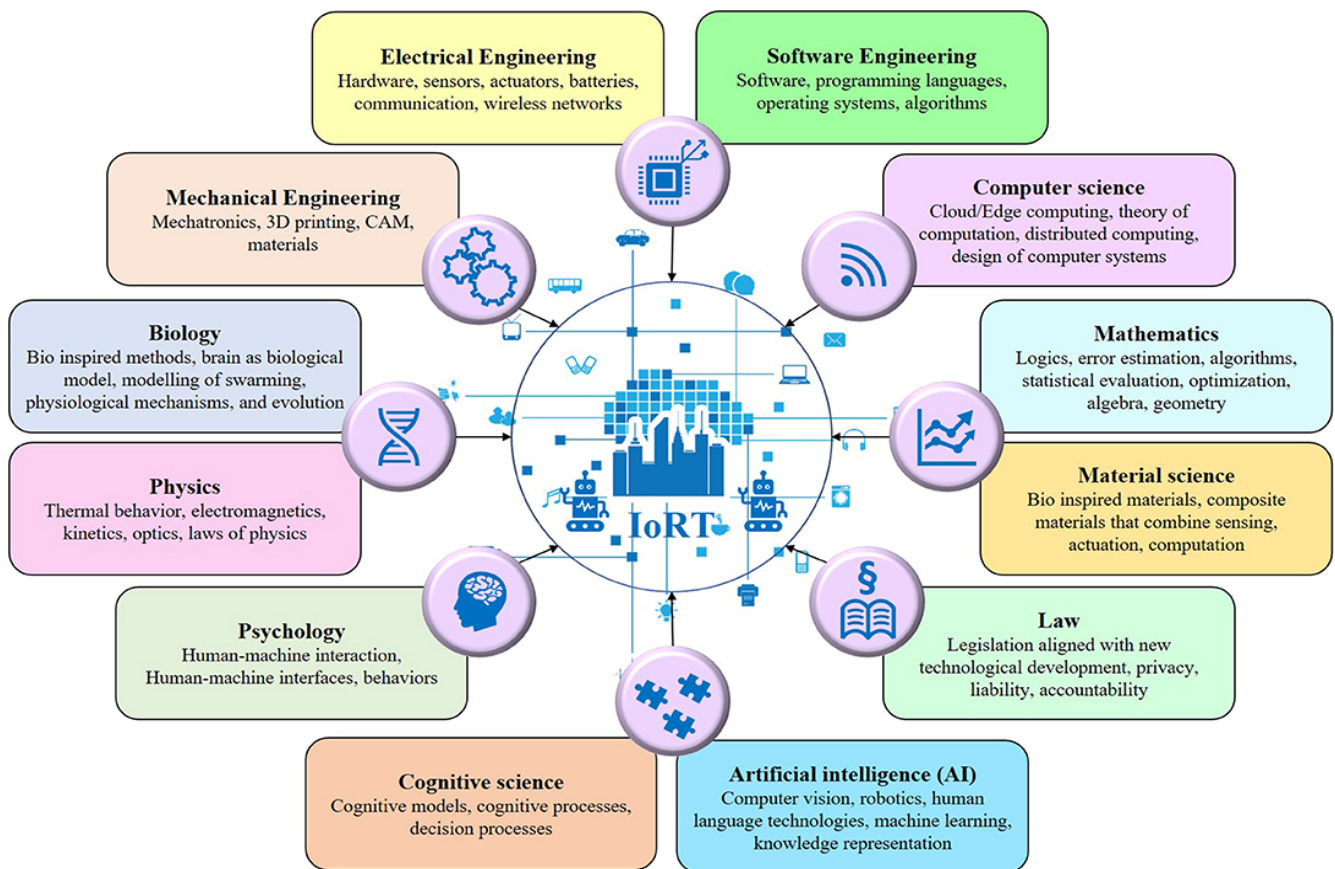 Electrical Engineering
Hardware, sensors, actuators, batteries,
communication, wireless networks
Software Engineering
Software, programming languages,
operating systems, algorithms
Mechanical Engineering
Mechatronics, 3D printing, CAM,
materials
Computer science
Cloud/Edge computing, theory of
computation, distributed computing,
design of computer systems
Biology
Bio inspired methods, brain as biological
model, modelling of swarming,
physiological mechanisms, and evolution
Mathematics
Logics, error estimation, algorithms,
statistical evaluation, optimization,
algebra, geometry
Physics
Thermal behavior, electromagnetics,
kinetics, optics, laws of physics
IoRT
Material science
Bio inspired materials, composite
materials that combine sensing,
actuation, computation
Psychology
Human-machine interaction,
Human-machine interfaces, behaviors
§
Law
Legislation aligned with new
technological development, privacy,
liability, accountability
Cognitive science
Cognitive models, cognitive processes,
decision processes
Artificial intelligence (AI)
Computer vision, robotics, human
language technologies, machine learning,
knowledge representation